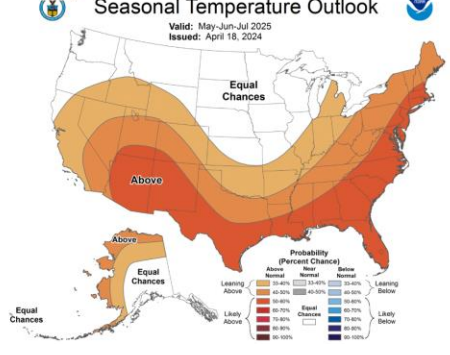 Seasonal Temperature Outlook
Valid: May-Jun-Jul 2025
Issued: April 18, 2024
Equal
Chances
Above
Above
Equal
Chances
Equal
Chances
Probability
(Percent Chance)
Above
Normal
Near
Normal
Below
Normal
Leaning
Above
33-40%
40-50%
33-40%
40-50%
33-40%
40-50%
Leaning
Below
Likely
Above
50-60%
60-70%
70-80%
80-90%
90-100%
Equal
Chances
50-60%
60-70%
70-80%
80-90%
90-100%
Likely
Below